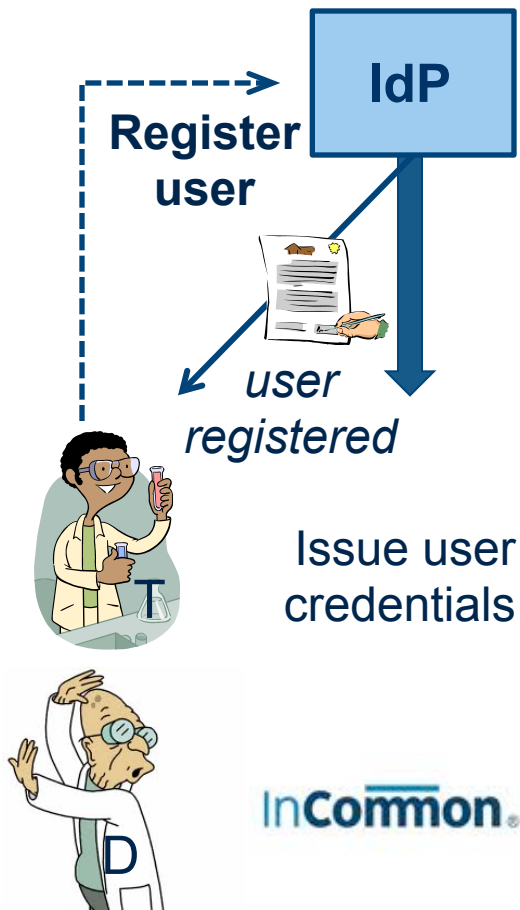 IdP
Register
user
user
registered
T
Issue user
credentials
D
InCommon®